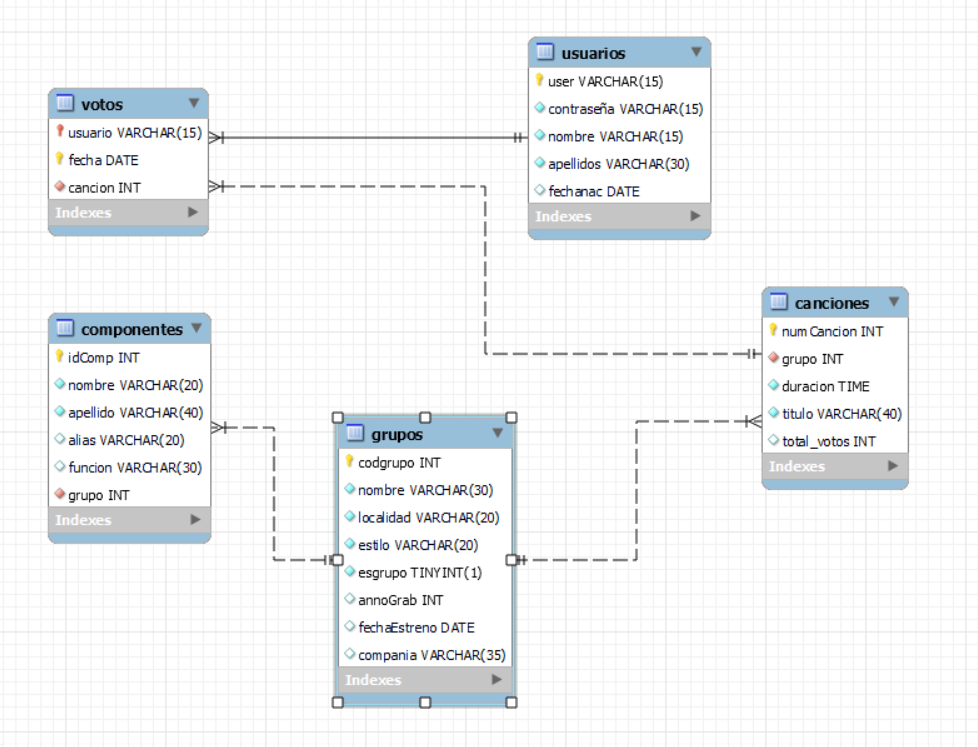 usuarios
user VARCHAR(15)
contraseña VARCHAR(15)
nombre VARCHAR(15)
apellidos VARCHAR(30)
fechanac DATE
Indexes
votos
usuario VARCHAR(15)
fecha DATE
cancion INT
Indexes
canciones
numCancion INT
grupo INT
duracion TIME
titulo VARCHAR(40)
total_votos INT
Indexes
componentes
idComp INT
nombre VARCHAR(20)
apellido VARCHAR(40)
alias VARCHAR(20)
funcion VARCHAR(30)
grupo INT
Indexes
grupos
codgrupo INT
nombre VARCHAR(30)
localidad VARCHAR(20)
estilo VARCHAR(20)
esgrupo TINYINT(1)
annoGrab INT
fechaEstreno DATE
compania VARCHAR(35)
Indexes